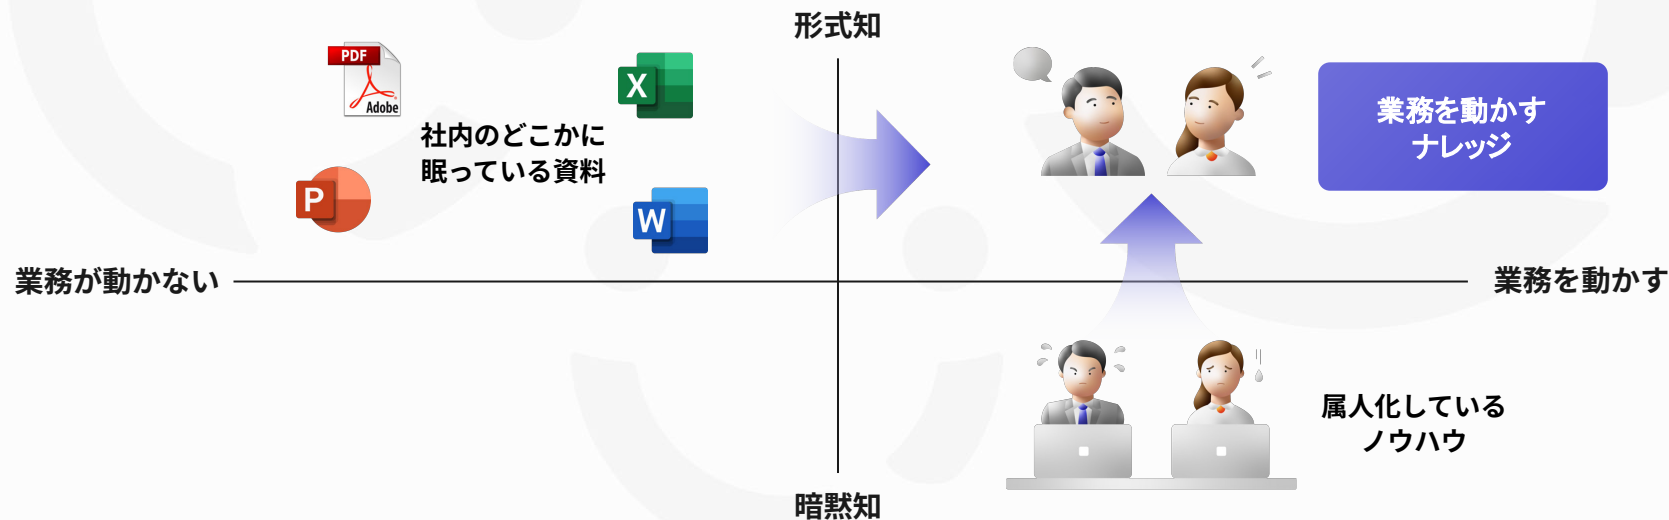 形式知
PDF
Adobe
X
社内のどこかに
眠っている資料
P
W
業務を動かす
ナレッジ
業務が動かない
業務を動かす
属人化している
ノウハウ
暗黙知